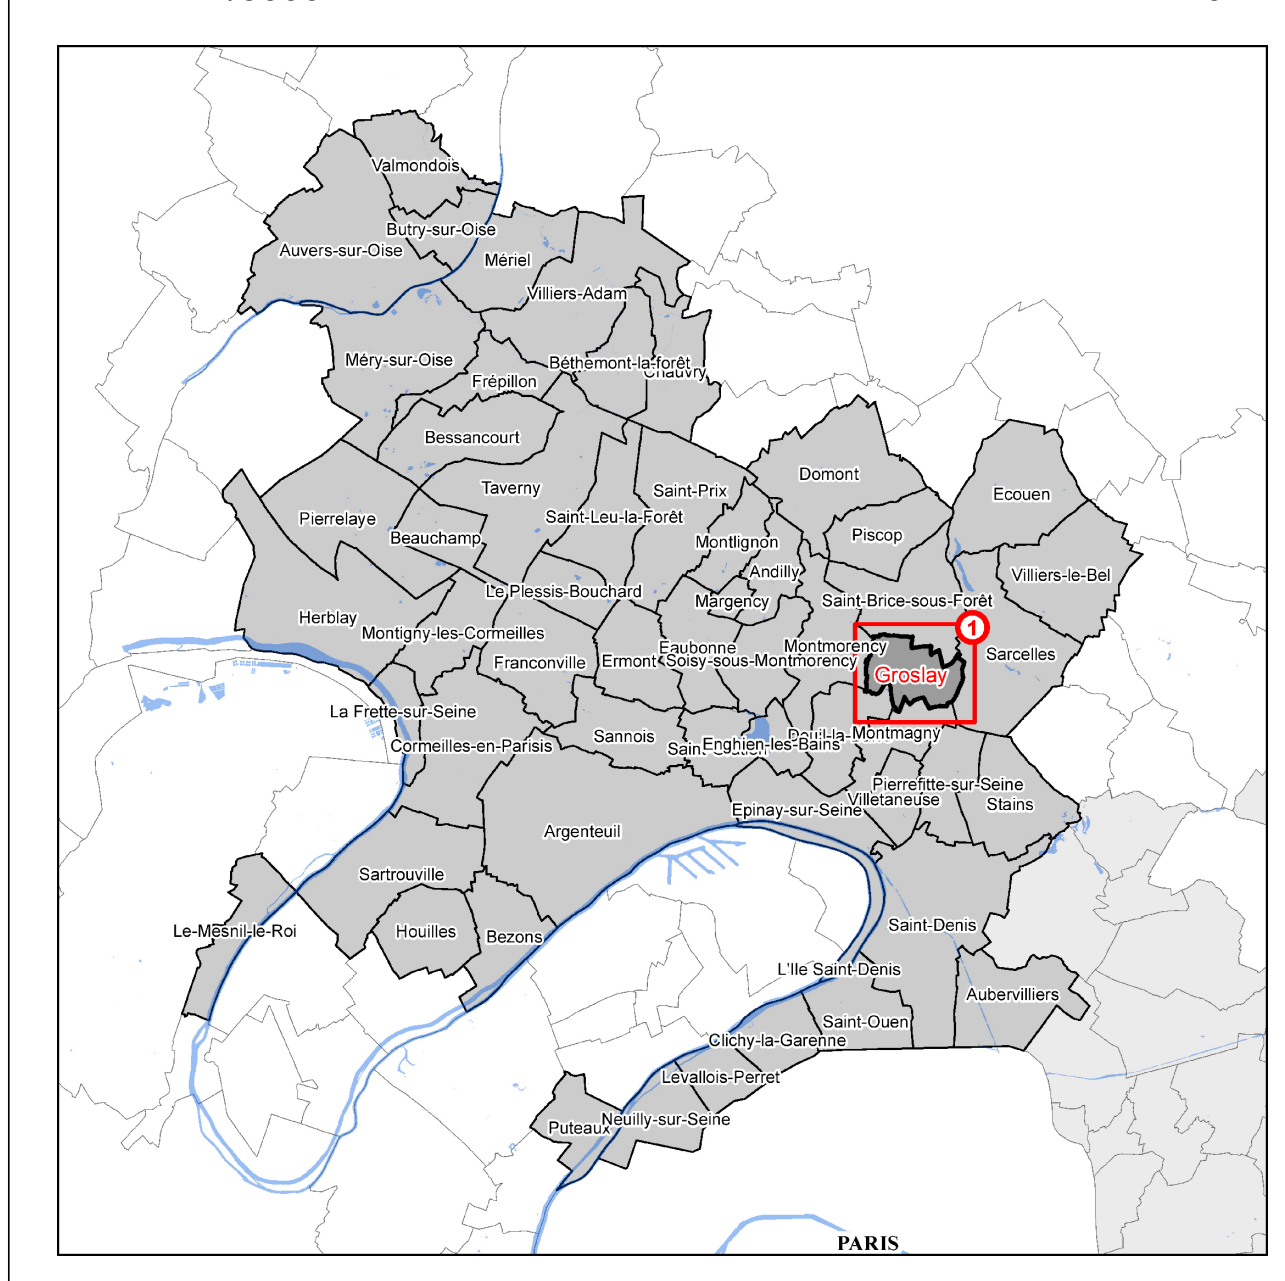 Valmondois
Butry-sur-Oise
Auvers-sur-Oise
Mériel
Villiers-Adam
Méry-sur-Oise
Béthemont-la-forêt
Chauvry
Frépillon
Bessancourt
Domont
Taverny
Saint-Prix
Ecouen
Pierrelaye
Saint-Leu-la-Forêt
Beauchamp
Montlignon
Piscop
Andilly
Villiers-le-Bel
Le Plessis-Bouchard
Margency
Saint-Brice-sous-Forêt
Herblay
1
Montigny-les-Cormeilles
Eaubonne
Montmorency
Sarcelles
Franconville
Ermont
Soisy-sous-Montmorency
Groslay
La Frette-sur-Seine
Cormeilles-en-Parisis
Sannois
Enghien-les-Bains
Montmagny
Pierrefitte-sur-Seine
Villetaneuse
Stains
Epinay-sur-Seine
Argenteuil
Sartrouville
Le-Mesnil-le-Roi
Houilles
Bezons
Saint-Denis
L'Ile Saint-Denis
Aubervilliers
Saint-Ouen
Clichy-la-Garenne
Levallois-Perret
Puteaux
Neuilly-sur-Seine
PARIS